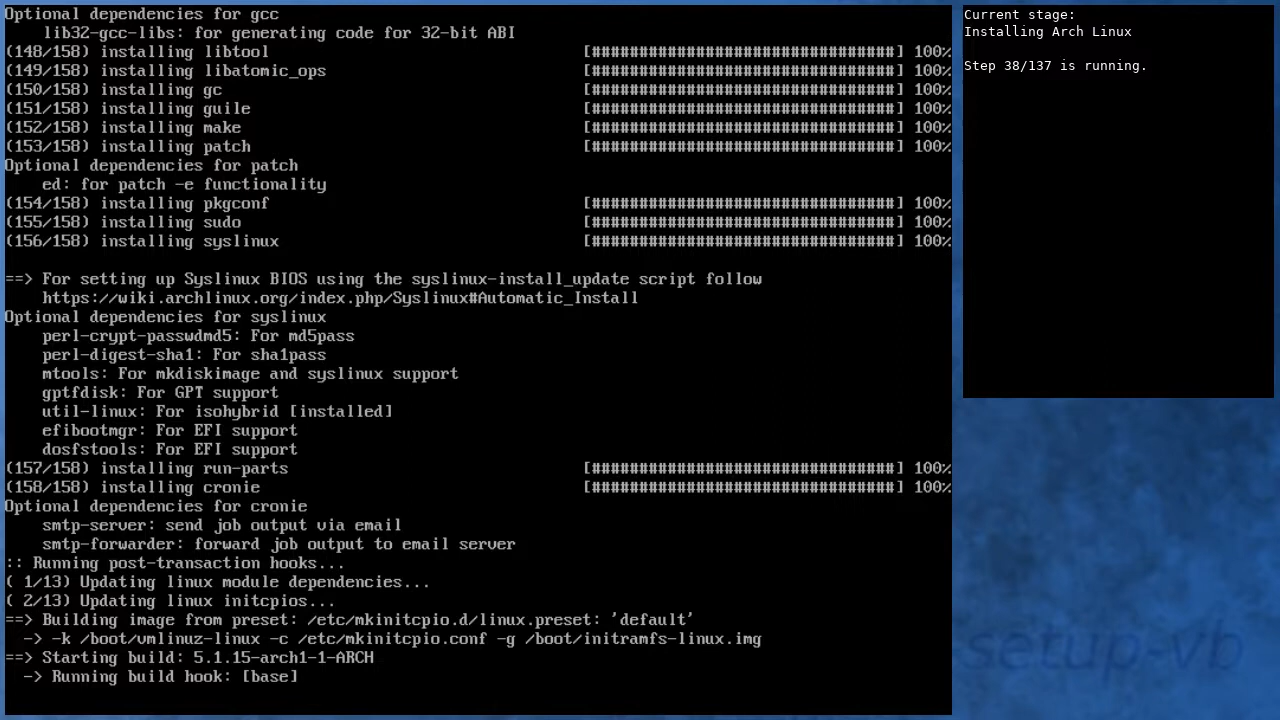 Optional dependencies for gcc
    lib32-gcc-libs: for generating code for 32-bit ABI
(148/158) installing libtool [################################] 100%
(149/158) installing libatomic_ops [################################] 100%
(150/158) installing gc [################################] 100%
(151/158) installing guile [################################] 100%
(152/158) installing make [################################] 100%
(153/158) installing patch [################################] 100%
Optional dependencies for patch
    ed: for patch -e functionality
(154/158) installing pkgconf [################################] 100%
(155/158) installing sudo [################################] 100%
(156/158) installing syslinux [################################] 100%

==> For setting up Syslinux BIOS using the syslinux-install_update script follow
    https://wiki.archlinux.org/index.php/Syslinux#Automatic_Install
Optional dependencies for syslinux
    perl-crypt-passwdmd5: For md5pass
    perl-digest-sha1: For sha1pass
    mtools: For mkdiskimage and syslinux support
    gptfdisk: For GPT support
    util-linux: For isohybrid [installed]
    efibootmgr: For EFI support
    dosfstools: For EFI support
(157/158) installing run-parts [################################] 100%
(158/158) installing cronie [################################] 100%
Optional dependencies for cronie
    smtp-server: send job output via email
    smtp-forwarder: forward job output to email server
:: Running post-transaction hooks...
( 1/13) Updating linux module dependencies...
( 2/13) Updating linux initcpios...
==> Building image from preset: /etc/mkinitcpio.d/linux.preset: 'default'
  -> -k /boot/vmlinuz-linux -c /etc/mkinitcpio.conf -g /boot/initramfs-linux.img
==> Starting build: 5.1.15-arch1-1-ARCH
  -> Running build hook: [base]
Current stage:
Installing Arch Linux

Step 38/137 is running.
setup-vb